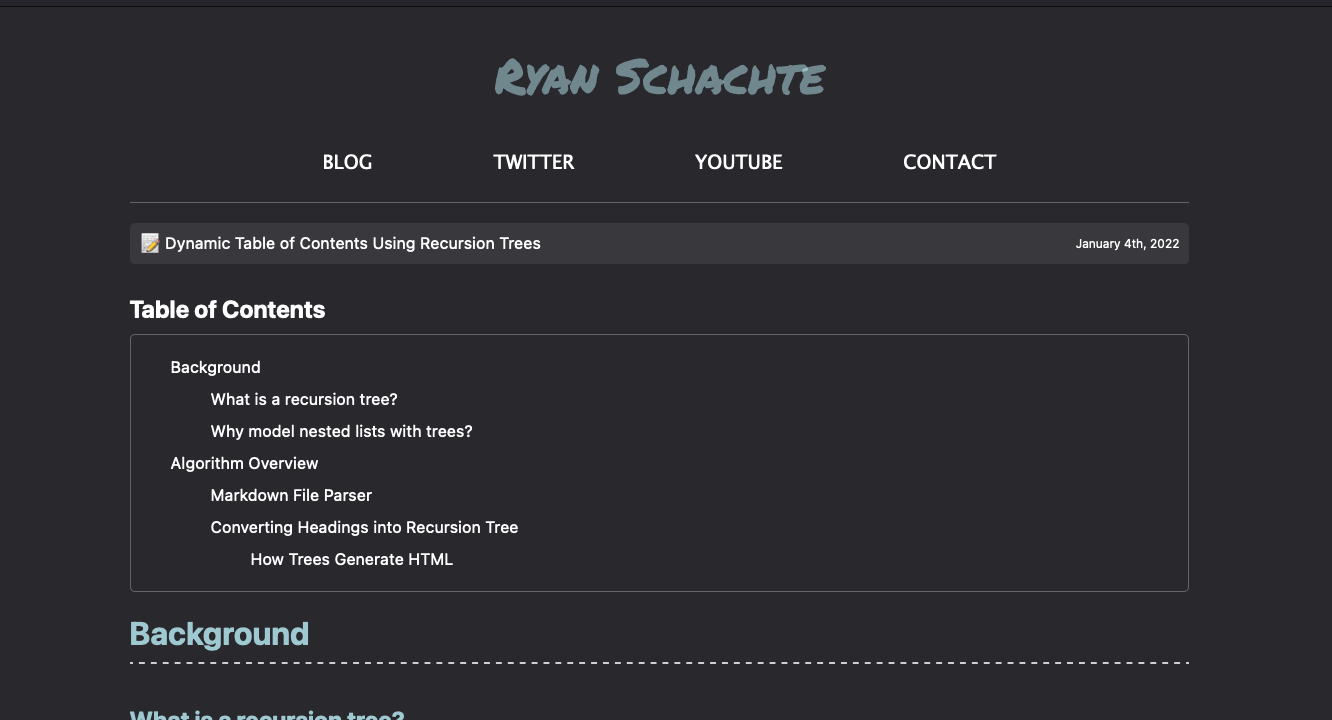 Ryan Schachte
BLOG TWITTER YOUTUBE CONTACT
📝 Dynamic Table of Contents Using Recursion Trees January 4th, 2022
Table of Contents
Background
What is a recursion tree?
Why model nested lists with trees?
Algorithm Overview
Markdown File Parser
Converting Headings into Recursion Tree
How Trees Generate HTML
Background
What is a recursion tree?